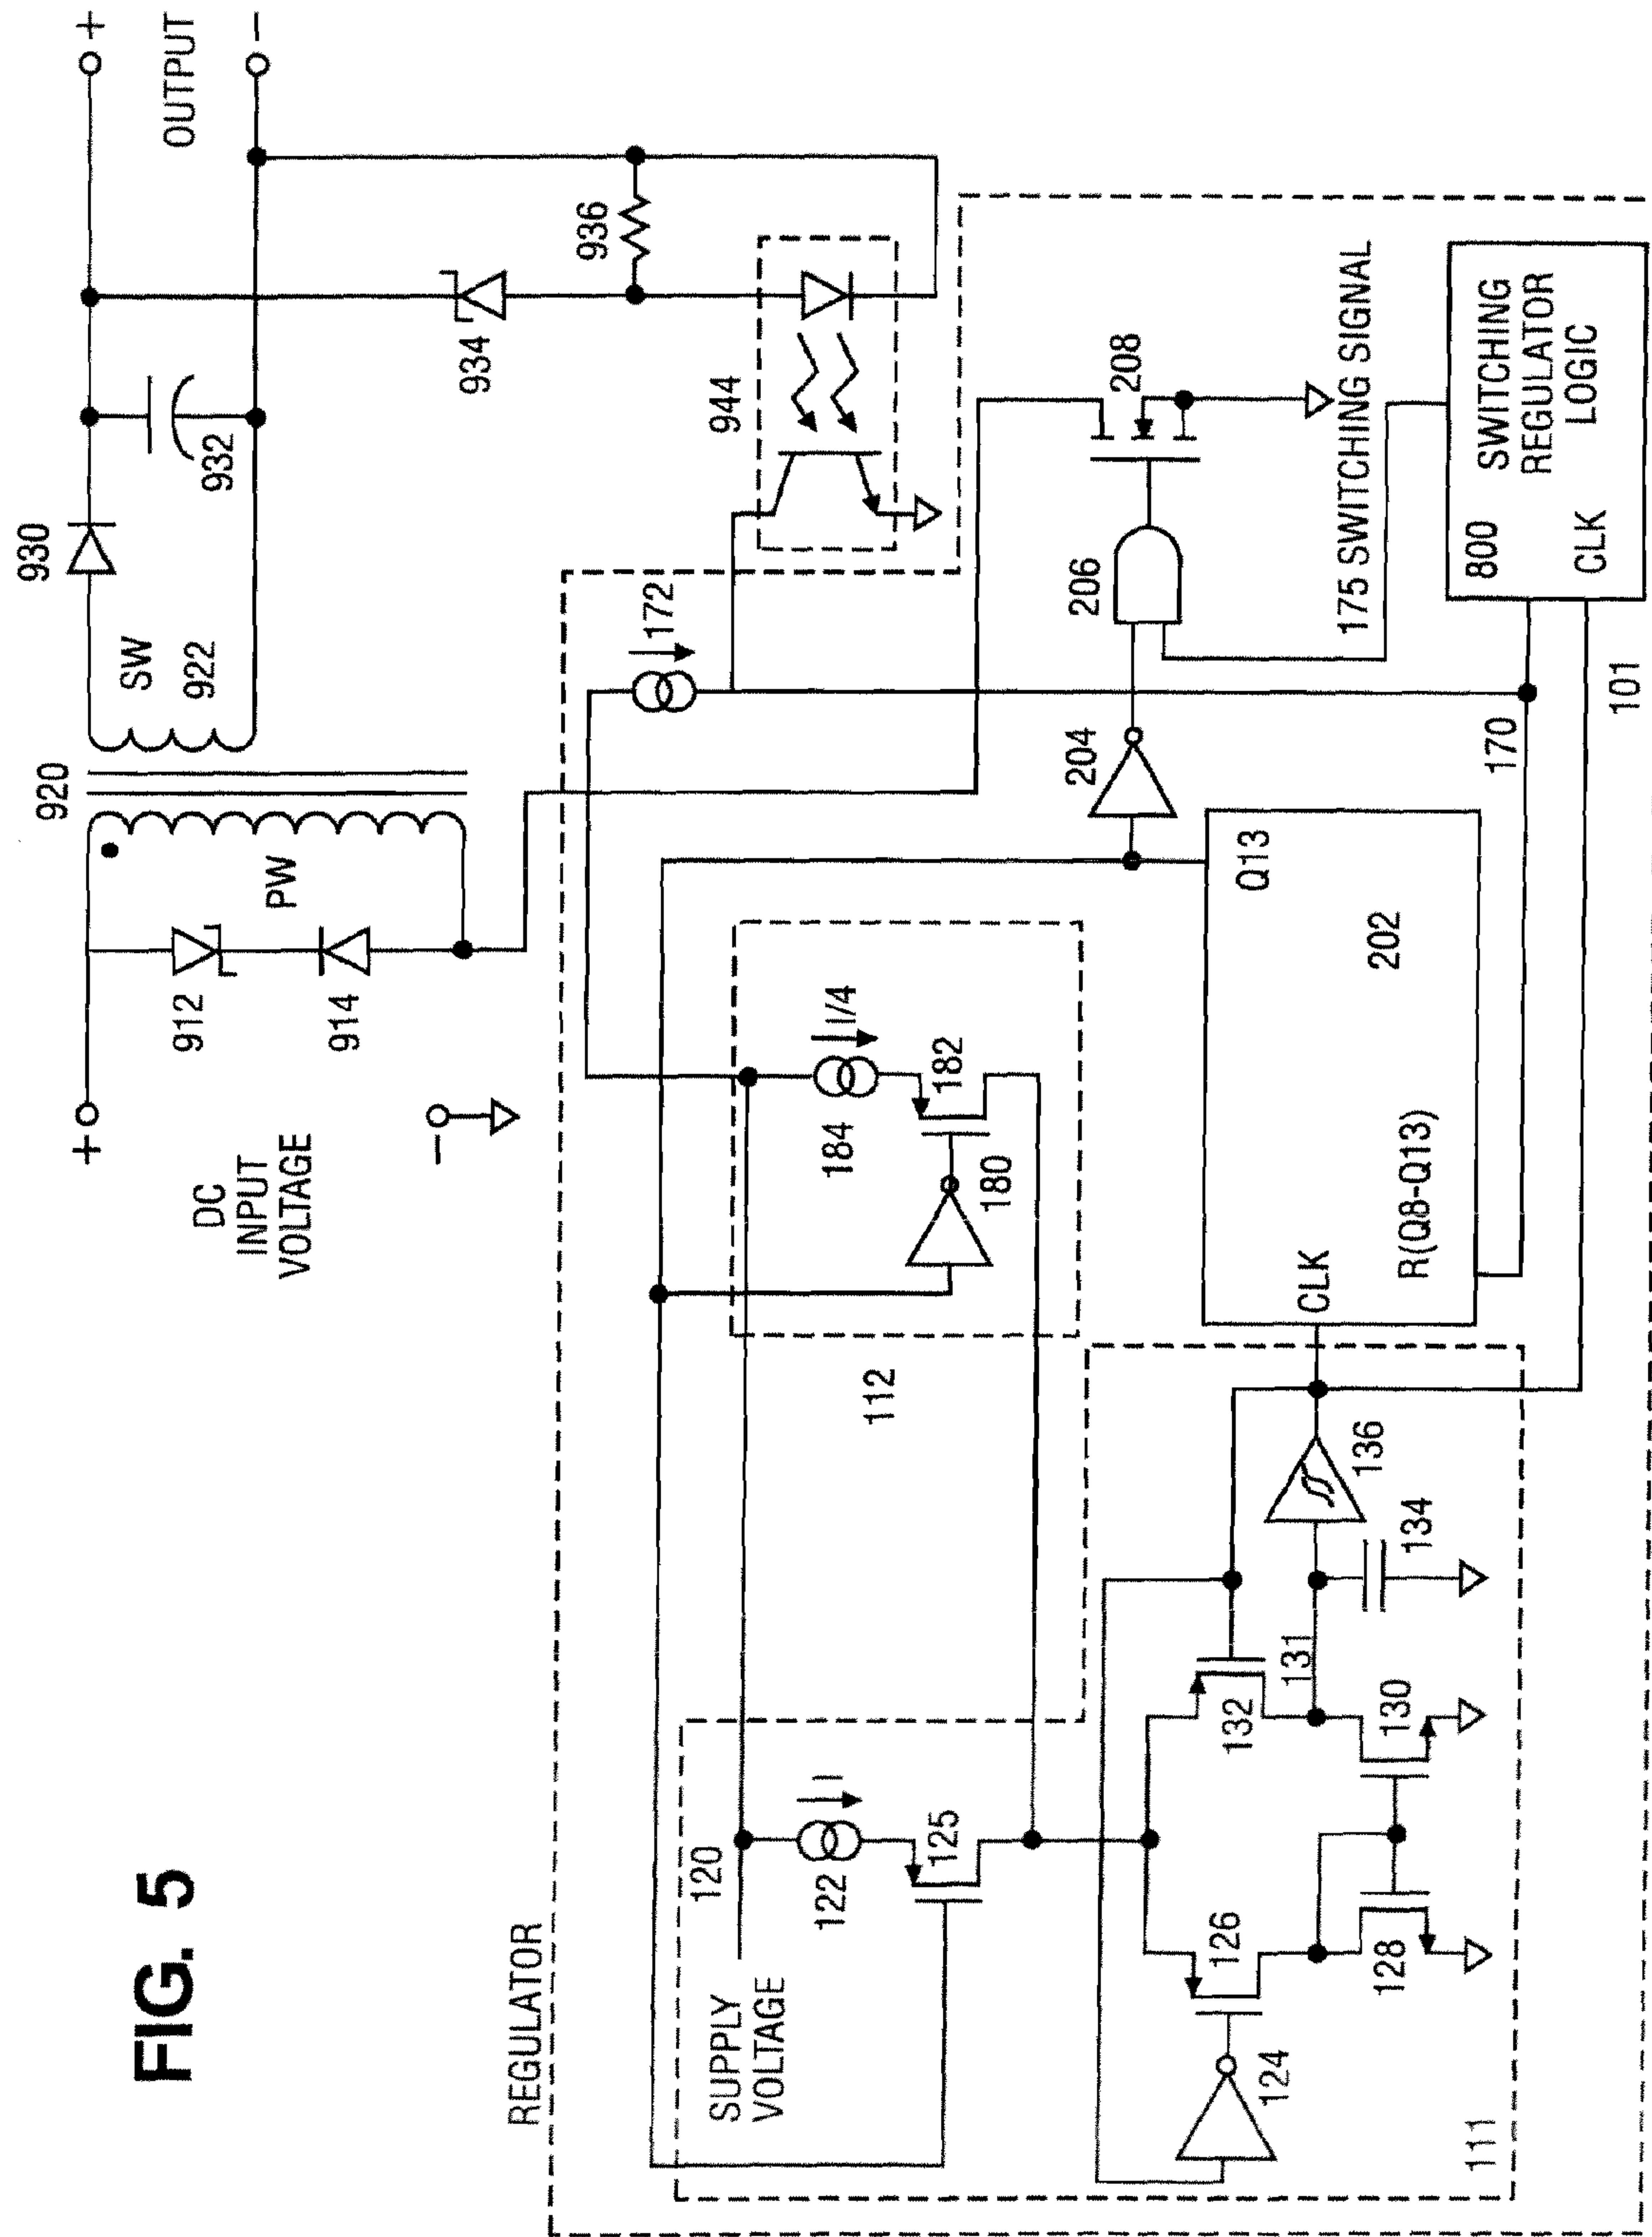 FIG. 5
DC
INPUT
VOLTAGE
+
−
912
914
PW
920
SW
922
930
932
+
OUTPUT
−
934
936
944
REGULATOR
SUPPLY
VOLTAGE
120
122
I
125
112
184
I/4
182
180
172
204
206
208
175 SWITCHING SIGNAL
124
126
128
130
131
132
134
136
111
CLK
Q13
202
R(Q8-Q13)
170
101
800
SWITCHING
REGULATOR
LOGIC
CLK